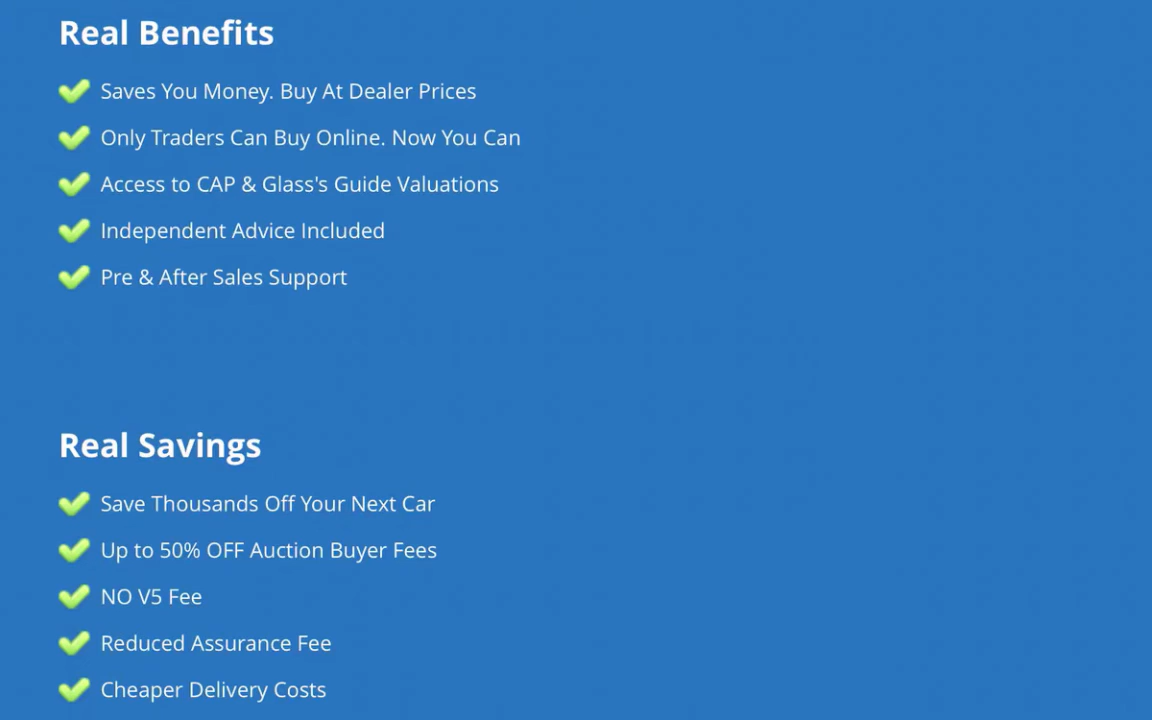 Real Benefits
Saves You Money. Buy At Dealer Prices
Only Traders Can Buy Online. Now You Can
Access to CAP & Glass's Guide Valuations
Independent Advice Included
Pre & After Sales Support
Real Savings
Save Thousands Off Your Next Car
Up to 50% OFF Auction Buyer Fees
NO V5 Fee
Reduced Assurance Fee
Cheaper Delivery Costs